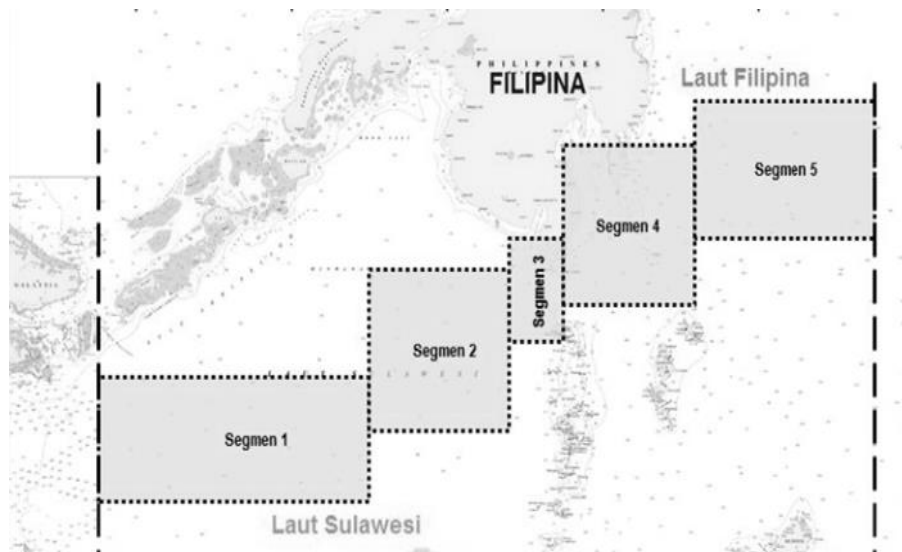 PHILIPPINES
FILIPINA
Laut Filipina
Segmen 5
Segmen 4
Segmen 3
Segmen 2
Segmen 1
Laut Sulawesi